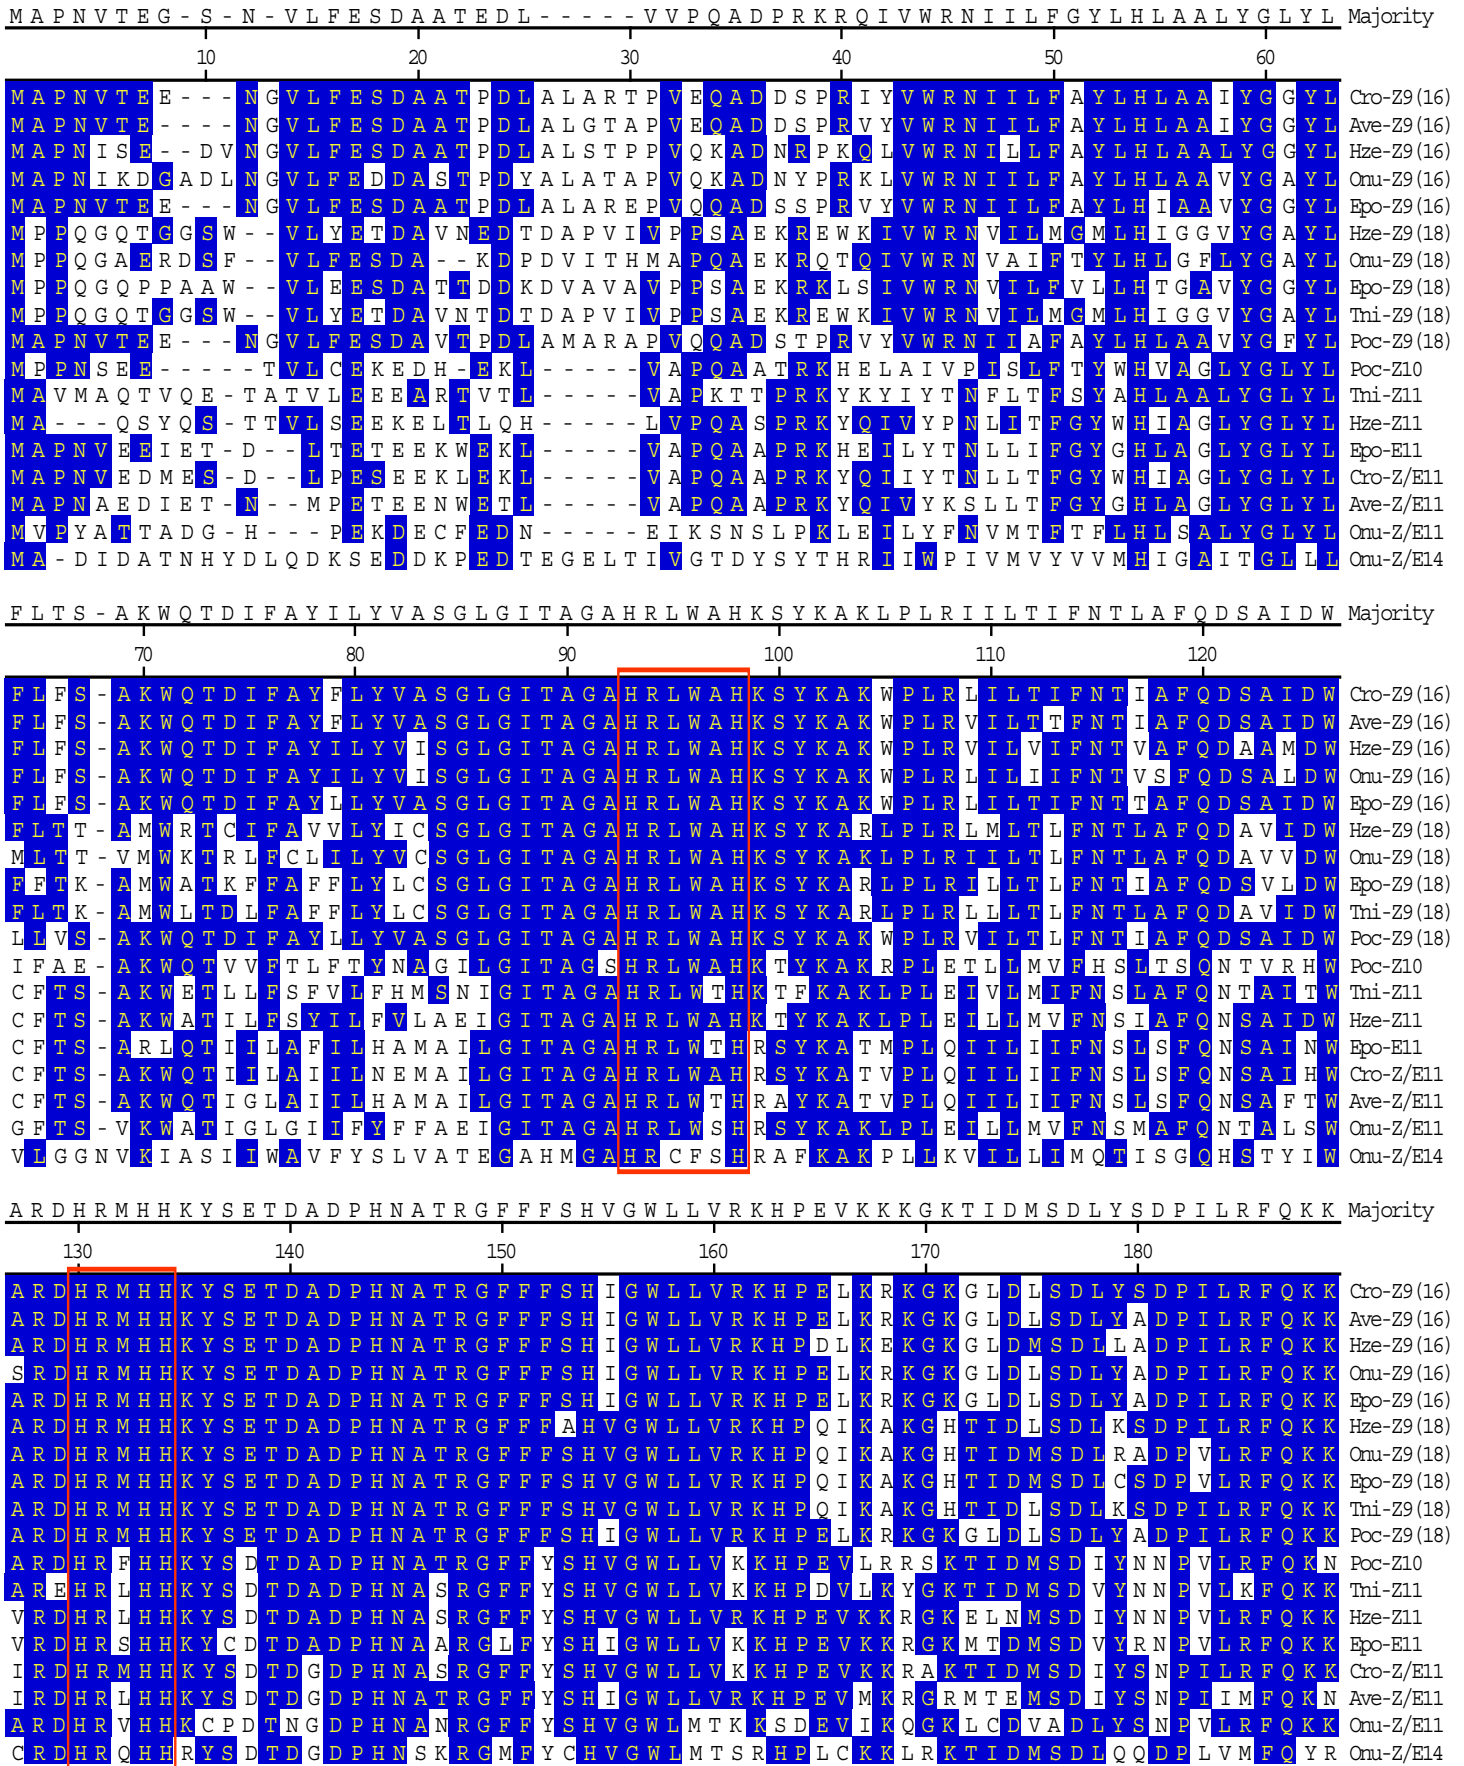 M A P N V T E G - S - N - V L F E S D A A T E D L - - - - - V V P Q A D P R K R Q I V W R N I I L F G Y L H L A A L Y G L Y L Majority
10 20 30 40 50 60
M A P N V T E E - - - N G V L F E S D A A T P D L A L A R T P V E Q A D D S P R I Y V W R N I I L F A Y L H L A A I Y G G Y L Cro-Z9(16)
M A P N V T E - - - - N G V L F E S D A A T P D L A L G T A P V E Q A D D S P R V Y V W R N I I L F A Y L H L A A I Y G G Y L Ave-Z9(16)
M A P N I S E - - D V N G V L F E S D A A T P D L A L S T P P V Q K A D N R P K Q L V W R N I L L F A Y L H L A A L Y G G Y L Hze-Z9(16)
M A P N I K D G A D L N G V L F E D D A S T P D Y A L A T A P V Q K A D N Y P R K L V W R N I I L F A Y L H L A A V Y G A Y L Onu-Z9(16)
M A P N V T E E - - - N G V L F E S D A A T P D L A L A R E P V Q Q A D S S P R V Y V W R N I I L F A Y L H I A A V Y G G Y L Epo-Z9(16)
M P P Q G Q T G G S W - - V L Y E T D A V N E D T D A P V I V P P S A E K R E W K I V W R N V I L M G M L H I G G V Y G A Y L Hze-Z9(18)
M P P Q G A E R D S F - - V L F E S D A - - K D P D V I T H M A P Q A E K R Q T Q I V W R N V A I F T Y L H L G F L Y G A Y L Onu-Z9(18)
M P P Q G Q P P A A W - - V L E E S D A T T D D K D V A V A V P P S A E K R K L S I V W R N V I L F V L L H T G A V Y G G Y L Epo-Z9(18)
M P P Q G Q T G G S W - - V L Y E T D A V N T D T D A P V I V P P S A E K R E W K I V W R N V I L M G M L H I G G V Y G A Y L Tni-Z9(18)
M A P N V T E E - - - N G V L F E S D A V T P D L A M A R A P V Q Q A D S T P R V Y V W R N I I A F A Y L H L A A V Y G F Y L Poc-Z9(18)
M P P N S E E - - - - - T V L C E K E D H - E K L - - - - - V A P Q A A T R K H E L A I V P I S L F T Y W H V A G L Y G L Y L Poc-Z10
M A V M A Q T V Q E - T A T V L E E E A R T V T L - - - - - V A P K T T P R K Y K Y I Y T N F L T F S Y A H L A A L Y G L Y L Tni-Z11
M A - - - Q S Y Q S - T T V L S E E K E L T L Q H - - - - - L V P Q A S P R K Y Q I V Y P N L I T F G Y W H I A G L Y G L Y L Hze-Z11
M A P N V E E I E T - D - - L T E T E E K W E K L - - - - - V A P Q A A P R K H E I L Y T N L L I F G Y G H L A G L Y G L Y L Epo-E11
M A P N V E D M E S - D - - L P E S E E K L E K L - - - - - V A P Q A A P R K Y Q I I Y T N L L T F G Y W H I A G L Y G L Y L Cro-Z/E11
M A P N A E D I E T - N - - M P E T E E N W E T L - - - - - V A P Q A A P R K Y Q I V Y K S L L T F G Y G H L A G L Y G L Y L Ave-Z/E11
M V P Y A T T A D G - H - - - P E K D E C F E D N - - - - - E I K S N S L P K L E I L Y F N V M T F T F L H L S A L Y G L Y L Onu-Z/E11
M A - D I D A T N H Y D L Q D K S E D D K P E D T E G E L T I V G T D Y S Y T H R I I W P I V M V Y V V M H I G A I T G L L L Onu-Z/E14
F L T S - A K W Q T D I F A Y I L Y V A S G L G I T A G A H R L W A H K S Y K A K L P L R I I L T I F N T L A F Q D S A I D W Majority
70 80 90 100 110 120
F L F S - A K W Q T D I F A Y F L Y V A S G L G I T A G A H R L W A H K S Y K A K W P L R L I L T I F N T I A F Q D S A I D W Cro-Z9(16)
F L F S - A K W Q T D I F A Y F L Y V A S G L G I T A G A H R L W A H K S Y K A K W P L R V I L T T F N T I A F Q D S A I D W Ave-Z9(16)
F L F S - A K W Q T D I F A Y I L Y V I S G L G I T A G A H R L W A H K S Y K A K W P L R V I L V I F N T V A F Q D A A M D W Hze-Z9(16)
F L F S - A K W Q T D I F A Y I L Y V I S G L G I T A G A H R L W A H K S Y K A K W P L R L I L I I F N T V S F Q D S A L D W Onu-Z9(16)
F L F S - A K W Q T D I F A Y L L Y V A S G L G I T A G A H R L W A H K S Y K A K W P L R L I L T I F N T T A F Q D S A I D W Epo-Z9(16)
F L T T - A M W R T C I F A V V L Y I C S G L G I T A G A H R L W A H K S Y K A R L P L R L M L T L F N T L A F Q D A V I D W Hze-Z9(18)
M L T T - V M W K T R L F C L I L Y V C S G L G I T A G A H R L W A H K S Y K A K L P L R I I L T L F N T L A F Q D A V V D W Onu-Z9(18)
F F T K - A M W A T K F F A F F L Y L C S G L G I T A G A H R L W A H K S Y K A R L P L R I L L T L F N T I A F Q D S V L D W Epo-Z9(18)
F L T K - A M W L T D L F A F F L Y L C S G L G I T A G A H R L W A H K S Y K A R L P L R L L L T L F N T L A F Q D A V I D W Tni-Z9(18)
L L V S - A K W Q T D I F A Y L L Y V A S G L G I T A G A H R L W A H K S Y K A K W P L R V I L T L F N T I A F Q D S A I D W Poc-Z9(18)
I F A E - A K W Q T V V F T L F T Y N A G I L G I T A G S H R L W A H K T Y K A K R P L E T L L M V F H S L T S Q N T V R H W Poc-Z10
C F T S - A K W E T L L F S F V L F H M S N I G I T A G A H R L W T H K T F K A K L P L E I V L M I F N S L A F Q N T A I T W Tni-Z11
C F T S - A K W A T I L F S Y I L F V L A E I G I T A G A H R L W A H K T Y K A K L P L E I L L M V F N S I A F Q N S A I D W Hze-Z11
C F T S - A R L Q T I I L A F I L H A M A I L G I T A G A H R L W T H R S Y K A T M P L Q I I L I I F N S L S F Q N S A I N W Epo-E11
C F T S - A K W Q T I I L A I I L N E M A I L G I T A G A H R L W A H R S Y K A T V P L Q I I L I I F N S L S F Q N S A I H W Cro-Z/E11
C F T S - A K W Q T I G L A I I L H A M A I L G I T A G A H R L W T H R A Y K A T V P L Q I I L I I F N S L S F Q N S A F T W Ave-Z/E11
G F T S - V K W A T I G L G I I F Y F F A E I G I T A G A H R L W S H R S Y K A K L P L E I L L M V F N S M A F Q N T A L S W Onu-Z/E11
V L G G N V K I A S I I W A V F Y S L V A T E G A H M G A H R C F S H R A F K A K P L L K V I L L I M Q T I S G Q H S T Y I W Onu-Z/E14
A R D H R M H H K Y S E T D A D P H N A T R G F F F S H V G W L L V R K H P E V K K K G K T I D M S D L Y S D P I L R F Q K K Majority
130 140 150 160 170 180
A R D H R M H H K Y S E T D A D P H N A T R G F F F S H I G W L L V R K H P E L K R K G K G L D L S D L Y S D P I L R F Q K K Cro-Z9(16)
A R D H R M H H K Y S E T D A D P H N A T R G F F F S H I G W L L V R K H P E L K R K G K G L D L S D L Y A D P I L R F Q K K Ave-Z9(16)
A R D H R M H H K Y S E T D A D P H N A T R G F F F S H I G W L L V R K H P D L K E K G K G L D M S D L L A D P I L R F Q K K Hze-Z9(16)
S R D H R M H H K Y S E T D A D P H N A T R G F F F S H I G W L L V R K H P E L K R K G K G L D L S D L Y A D P I L R F Q K K Onu-Z9(16)
A R D H R M H H K Y S E T D A D P H N A T R G F F F S H I G W L L V R K H P E L K R K G K G L D L S D L Y A D P I L R F Q K K Epo-Z9(16)
A R D H R M H H K Y S E T D A D P H N A T R G F F F A H V G W L L V R K H P Q I K A K G H T I D L S D L K S D P I L R F Q K K Hze-Z9(18)
A R D H R M H H K Y S E T D A D P H N A T R G F F F S H V G W L L V R K H P Q I K A K G H T I D M S D L R A D P V L R F Q K K Onu-Z9(18)
A R D H R M H H K Y S E T D A D P H N A T R G F F F S H V G W L L V R K H P Q I K A K G H T I D M S D L C S D P V L R F Q K K Epo-Z9(18)
A R D H R M H H K Y S E T D A D P H N A T R G F F F S H V G W L L V R K H P Q I K A K G H T I D L S D L K S D P I L R F Q K K Tni-Z9(18)
A R D H R M H H K Y S E T D A D P H N A T R G F F F S H I G W L L V R K H P E L K R K G K G L D L S D L Y A D P I L R F Q K K Poc-Z9(18)
A R D H R F H H K Y S D T D A D P H N A T R G F F Y S H V G W L L V K K H P E V L R R S K T I D M S D I Y N N P V L R F Q K N Poc-Z10
A R E H R L H H K Y S D T D A D P H N A S R G F F Y S H V G W L L V K K H P D V L K Y G K T I D M S D V Y N N P V L K F Q K K Tni-Z11
V R D H R L H H K Y S D T D A D P H N A S R G F F Y S H V G W L L V R K H P E V K K R G K E L N M S D I Y N N P V L R F Q K K Hze-Z11
V R D H R S H H K Y C D T D A D P H N A A R G L F Y S H I G W L L V K K H P E V K K R G K M T D M S D V Y R N P V L R F Q K K Epo-E11
I R D H R M H H K Y S D T D G D P H N A S R G F F Y S H V G W L L V K K H P E V K K R A K T I D M S D I Y S N P I L R F Q K K Cro-Z/E11
I R D H R L H H K Y S D T D G D P H N A T R G F F Y S H I G W L L V R K H P E V M K R G R M T E M S D I Y S N P I I M F Q K N Ave-Z/E11
A R D H R V H H K C P D T N G D P H N A N R G F F Y S H V G W L M T K K S D E V I K Q G K L C D V A D L Y S N P V L R F Q K K Onu-Z/E11
C R D H R Q H H R Y S D T D G D P H N S K R G M F Y C H V G W L M T S R H P L C K K L R K T I D M S D L Q Q D P L V M F Q Y R Onu-Z/E14